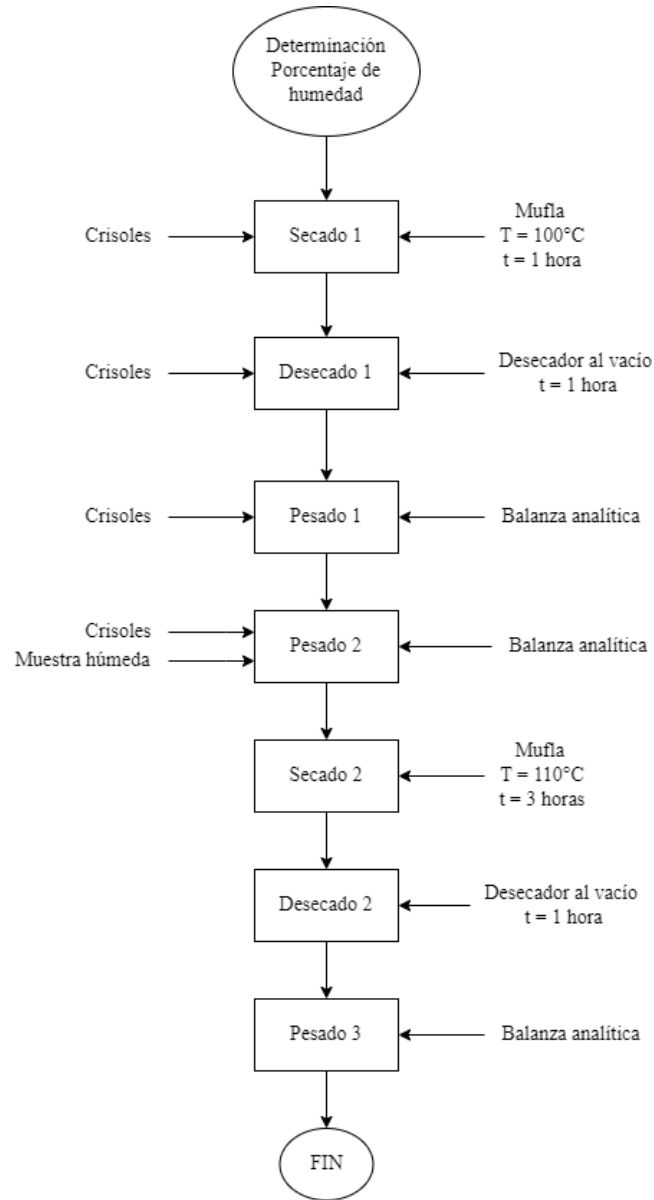 Determinación
Porcentaje de
humedad
Crisoles
Secado 1
Mufla
T = 100°C
t = 1 hora
Crisoles
Desecado 1
Desecador al vacío
t = 1 hora
Crisoles
Pesado 1
Balanza analítica
Crisoles
Muestra húmeda
Pesado 2
Balanza analítica
Secado 2
Mufla
T = 110°C
t = 3 horas
Desecado 2
Desecador al vacío
t = 1 hora
Pesado 3
Balanza analítica
FIN